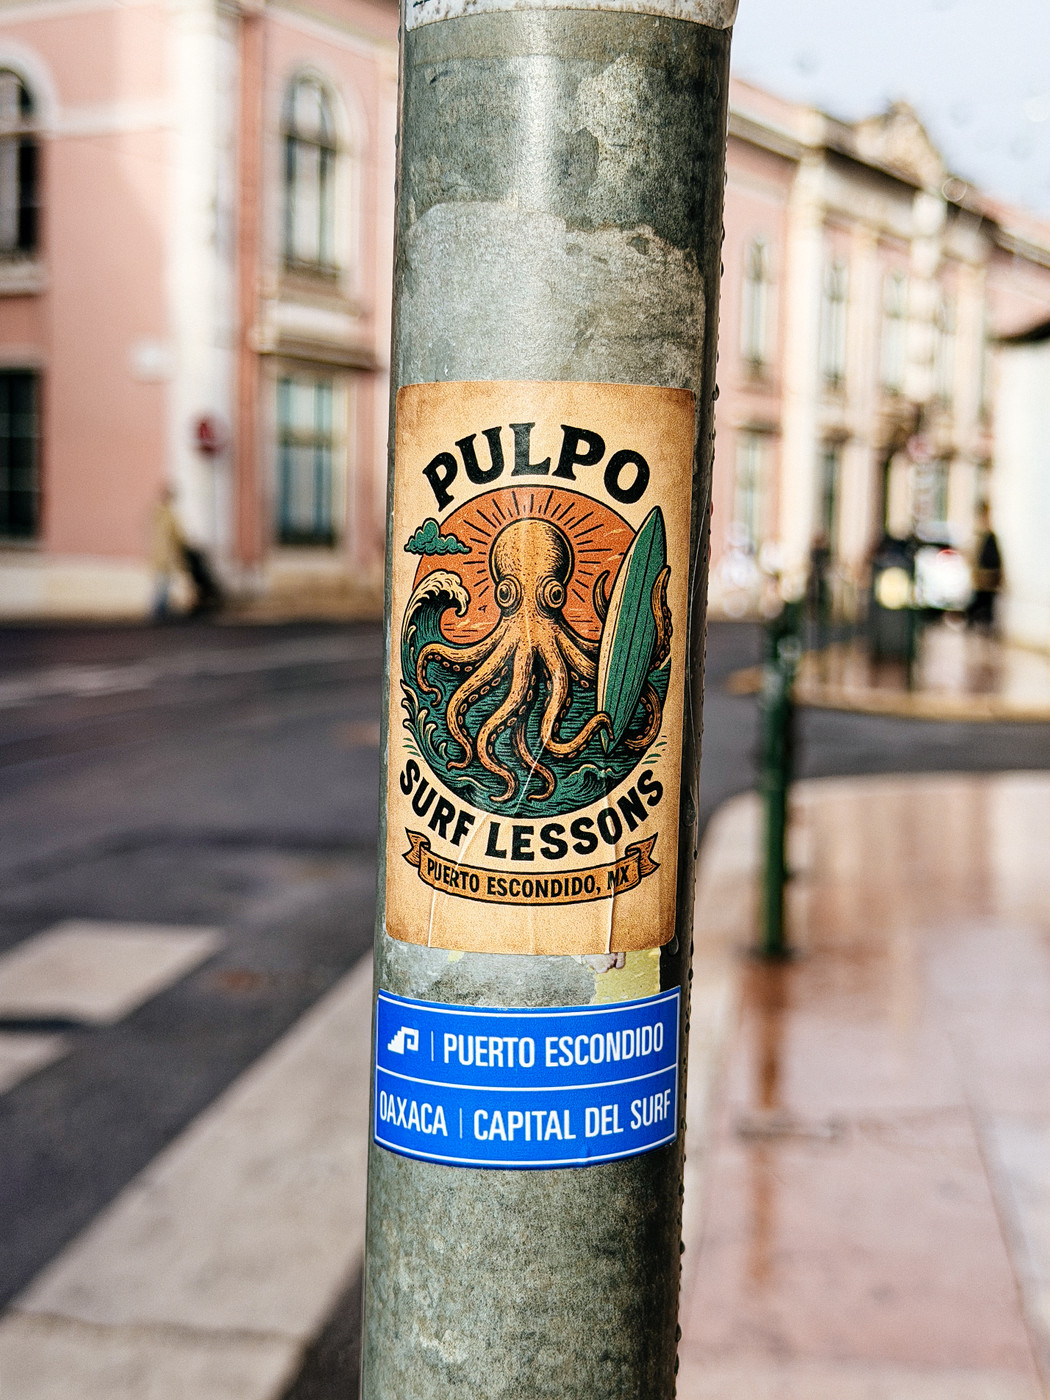 PULPO
SURF LESSONS
PUERTO ESCONDIDO, MX
PUERTO ESCONDIDO
OAXACA | CAPITAL DEL SURF